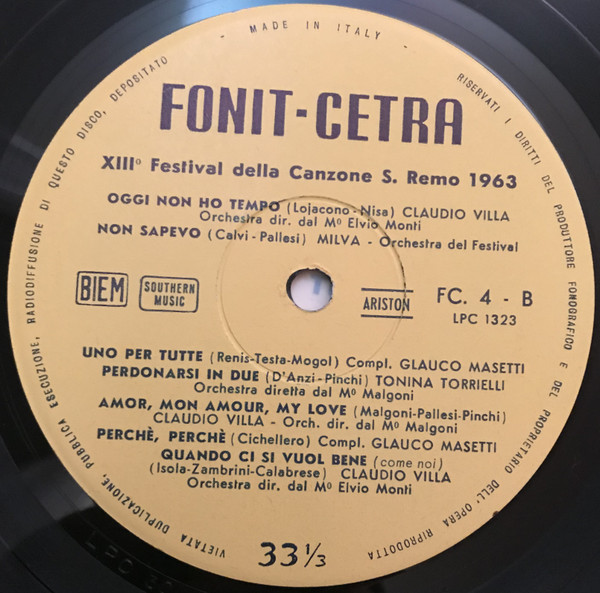 - MADE IN ITALY -
RISERVATI I DIRITTI DEL PRODUTTORE FONOGRAFICO E DEL PROPRIETARIO DELL'OPERA RIPRODOTTA
VIETATA DUPLICAZIONE, PUBBLICA ESECUZIONE, RADIODIFFUSIONE DI QUESTO DISCO, DEPOSITATO
FONIT-CETRA
XIIIº Festival della Canzone S. Remo 1963
OGGI NON HO TEMPO (Lojacono-Nisa) CLAUDIO VILLA
Orchestra dir. dal Mº Elvio Monti
NON SAPEVO (Calvi-Pallesi) MILVA - Orchestra del Festival
BIEM
SOUTHERN MUSIC
ARISTON
FC. 4 - B
LPC 1323
UNO PER TUTTE (Renis-Testa-Mogol) Compl. GLAUCO MASETTI
PERDONARSI IN DUE (D'Anzi-Pinchi) TONINA TORRIELLI
Orchestra diretta dal Mº Malgoni
AMOR, MON AMOUR, MY LOVE (Malgoni-Pallesi-Pinchi)
CLAUDIO VILLA - Orch. dir. dal Mº Malgoni
PERCHÈ, PERCHÈ (Cichellero) Compl. GLAUCO MASETTI
QUANDO CI SI VUOL BENE (come noi)
(Isola-Zambrini-Calabrese) CLAUDIO VILLA
Orchestra dir. dal Mº Elvio Monti
33⅓